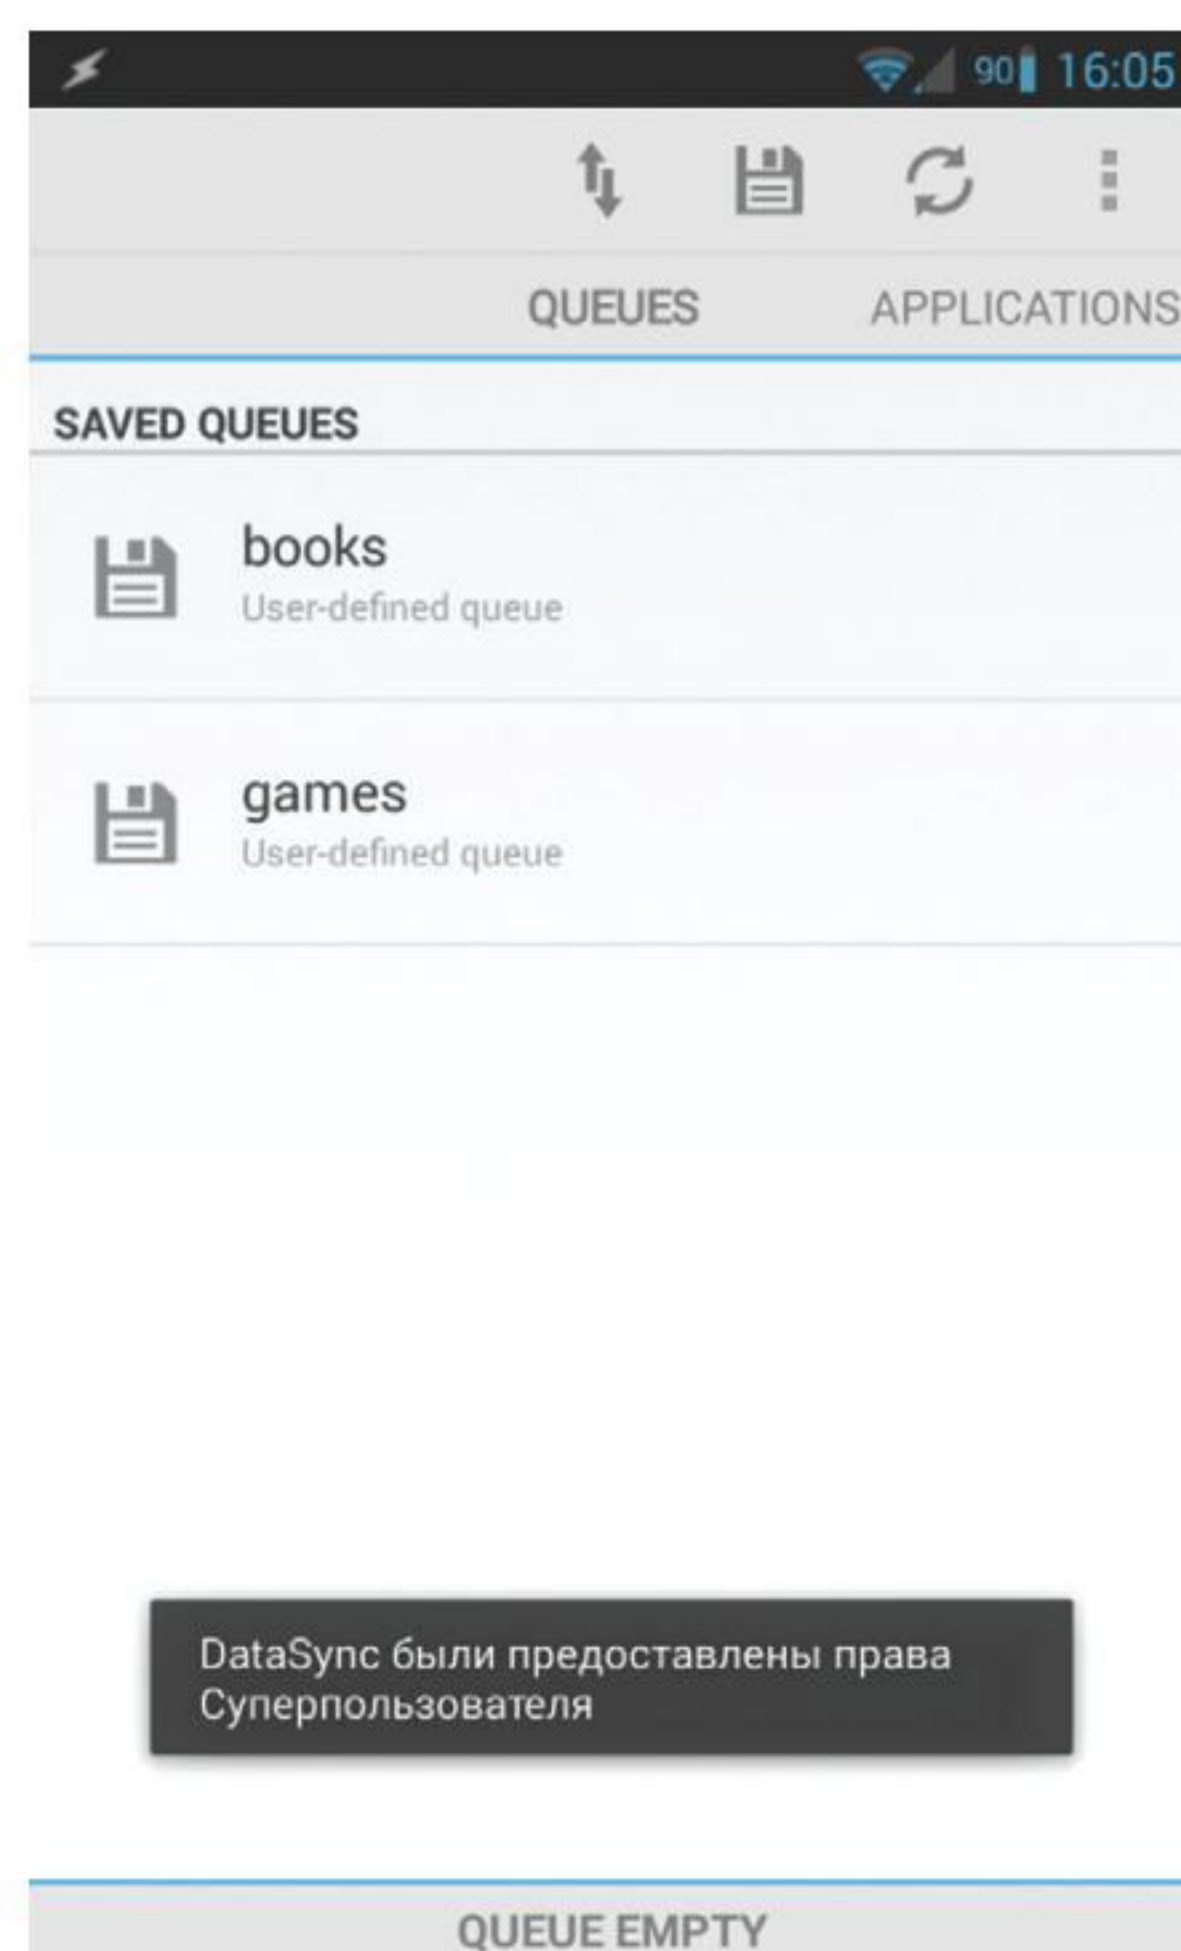 90 16:05
QUEUES APPLICATIONS
SAVED QUEUES
books
User-defined queue
games
User-defined queue
DataSync были предоставлены права
Суперпользователя
QUEUE EMPTY